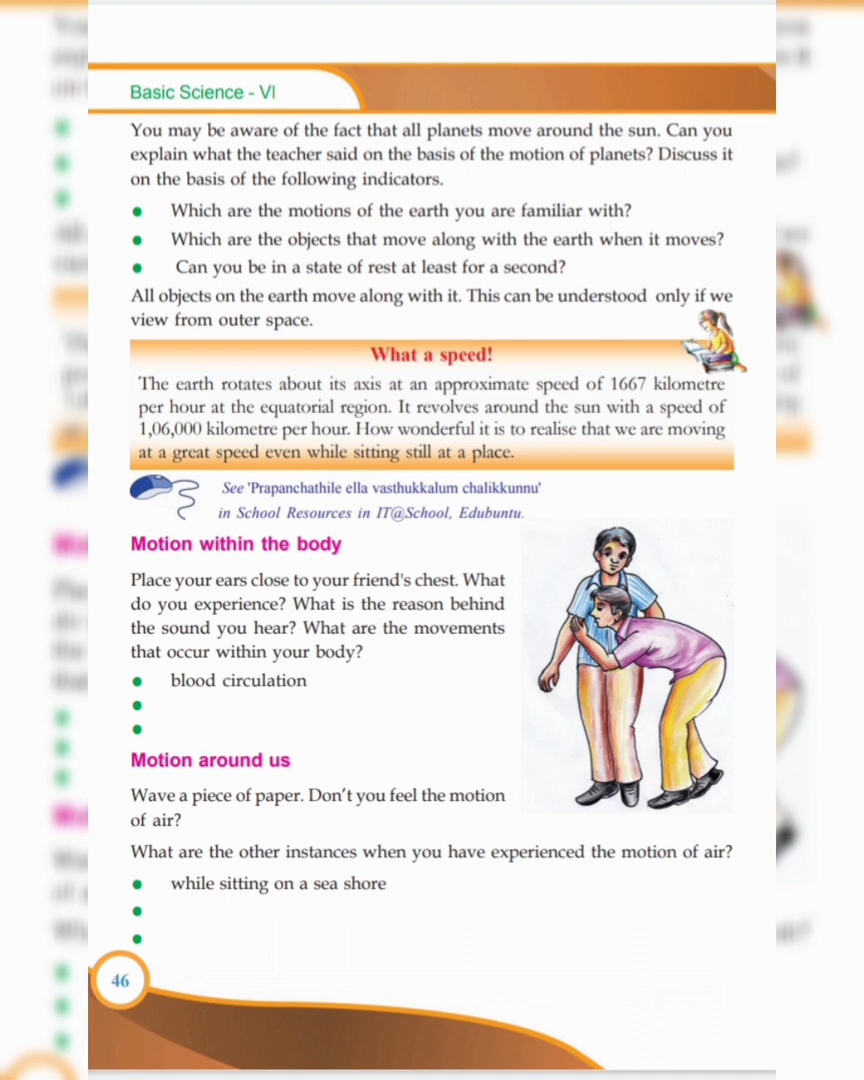 Basic Science - VI
You may be aware of the fact that all planets move around the sun. Can you
explain what the teacher said on the basis of the motion of planets? Discuss it
on the basis of the following indicators.
● Which are the motions of the earth you are familiar with?
● Which are the objects that move along with the earth when it moves?
● Can you be in a state of rest at least for a second?
All objects on the earth move along with it. This can be understood only if we
view from outer space.
What a speed!
The earth rotates about its axis at an approximate speed of 1667 kilometre
per hour at the equatorial region. It revolves around the sun with a speed of
1,06,000 kilometre per hour. How wonderful it is to realise that we are moving
at a great speed even while sitting still at a place.
See 'Prapanchathile ella vasthukkalum chalikkunnu'
in School Resources in IT@School, Edubuntu.
Motion within the body
Place your ears close to your friend's chest. What
do you experience? What is the reason behind
the sound you hear? What are the movements
that occur within your body?
● blood circulation
●
●
Motion around us
Wave a piece of paper. Don’t you feel the motion
of air?
What are the other instances when you have experienced the motion of air?
● while sitting on a sea shore
●
●
46